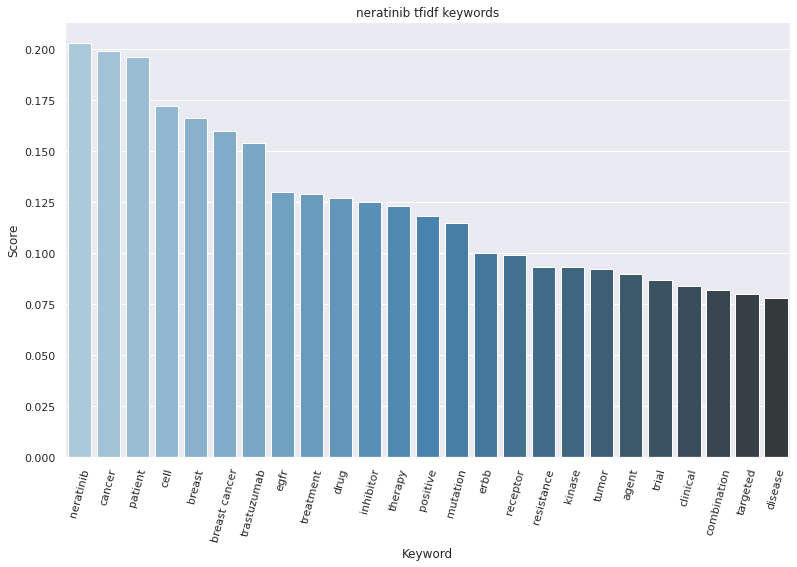 neratinib tfidf keywords
Score
0.200
0.175
0.150
0.125
0.100
0.075
0.050
0.025
0.000
neratinib
cancer
patient
cell
breast
breast cancer
trastuzumab
egfr
treatment
drug
inhibitor
therapy
positive
mutation
erbb
receptor
resistance
kinase
tumor
agent
trial
clinical
combination
targeted
disease
Keyword